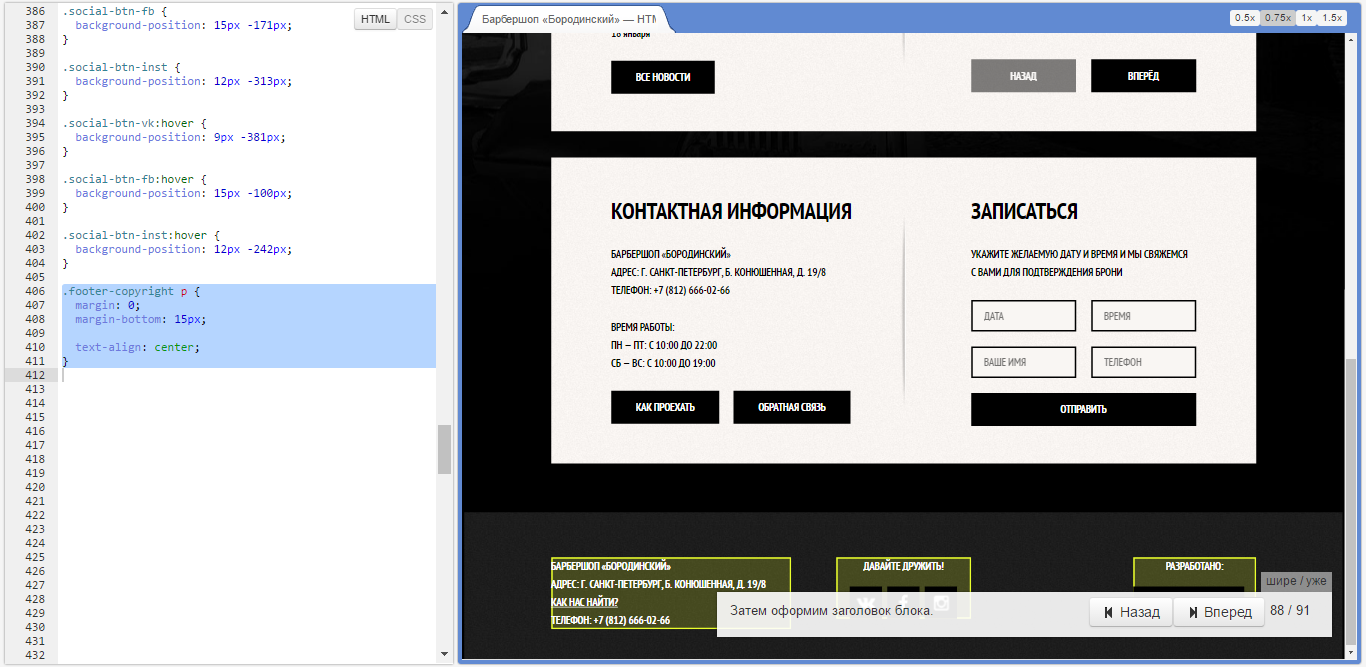 HTML CSS
386 .social-btn-fb {
387 background-position: 15px -171px;
388 }
389
390 .social-btn-inst {
391 background-position: 12px -313px;
392 }
393
394 .social-btn-vk:hover {
395 background-position: 9px -381px;
396 }
397
398 .social-btn-fb:hover {
399 background-position: 15px -100px;
400 }
401
402 .social-btn-inst:hover {
403 background-position: 12px -242px;
404 }
405
406 .footer-copyright p {
407 margin: 0;
408 margin-bottom: 15px;
409
410 text-align: center;
411 }
412
413
414
415
416
417
418
419
420
421
422
423
424
425
426
427
428
429
430
431
432
Барбершоп «Бородинский» — HTM
0.5x 0.75x 1x 1.5x
18 января
ВСЕ НОВОСТИ
НАЗАД ВПЕРЁД
КОНТАКТНАЯ ИНФОРМАЦИЯ
БАРБЕРШОП «БОРОДИНСКИЙ»
АДРЕС: Г. САНКТ-ПЕТЕРБУРГ, Б. КОНЮШЕННАЯ, Д. 19/8
ТЕЛЕФОН: +7 (812) 666-02-66
ВРЕМЯ РАБОТЫ:
ПН – ПТ: С 10:00 ДО 22:00
СБ – ВС: С 10:00 ДО 19:00
КАК ПРОЕХАТЬ ОБРАТНАЯ СВЯЗЬ
ЗАПИСАТЬСЯ
УКАЖИТЕ ЖЕЛАЕМУЮ ДАТУ И ВРЕМЯ И МЫ СВЯЖЕМСЯ
С ВАМИ ДЛЯ ПОДТВЕРЖДЕНИЯ БРОНИ
ДАТА ВРЕМЯ
ВАШЕ ИМЯ ТЕЛЕФОН
ОТПРАВИТЬ
БАРБЕРШОП «БОРОДИНСКИЙ»
АДРЕС: Г. САНКТ-ПЕТЕРБУРГ, Б. КОНЮШЕННАЯ, Д. 19/8
КАК НАС НАЙТИ?
ТЕЛЕФОН: +7 (812) 666-02-66
ДАВАЙТЕ ДРУЖИТЬ!
РАЗРАБОТАНО:
шире / уже
Затем оформим заголовок блока.
Назад Вперед 88 / 91